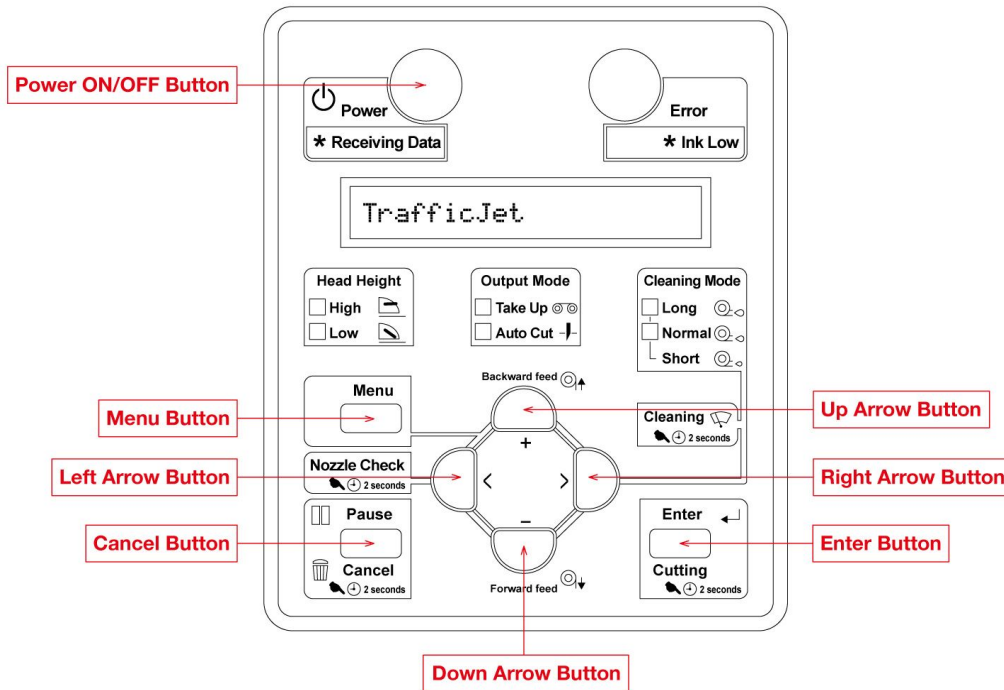 Power ON/OFF Button
Power
* Receiving Data
Error
* Ink Low
TrafficJet
Head Height
High
Low
Output Mode
Take Up
Auto Cut
Cleaning Mode
Long
Normal
Short
Menu
Backward feed
Cleaning
2 seconds
Menu Button
Up Arrow Button
+
Nozzle Check
2 seconds
Left Arrow Button
<
>
Right Arrow Button
Pause
Cancel
2 seconds
Cancel Button
−
Forward feed
Enter
Cutting
2 seconds
Enter Button
Down Arrow Button